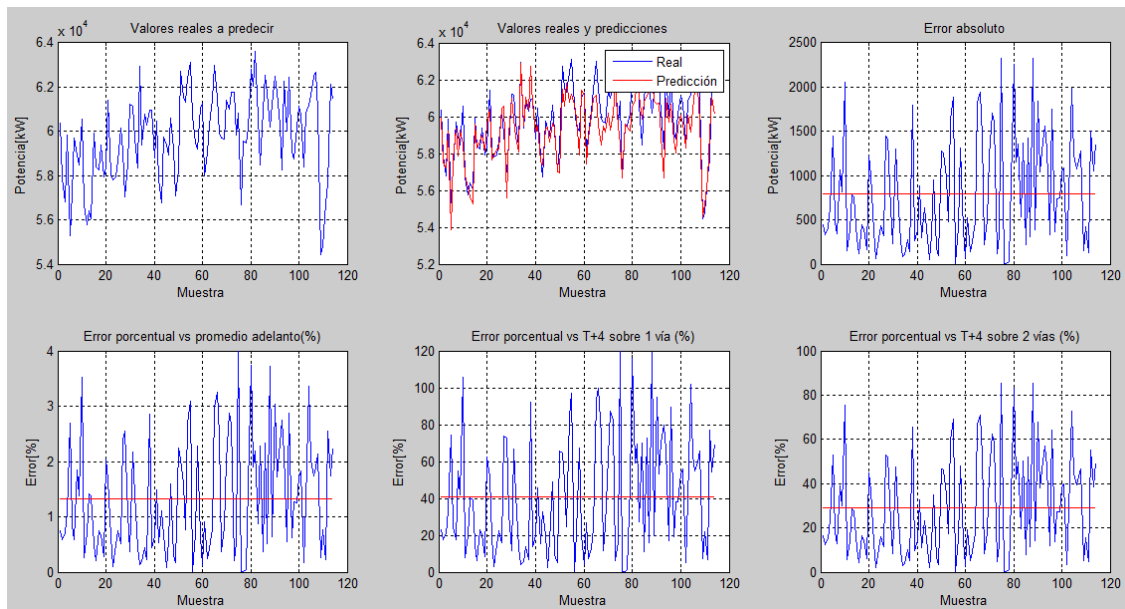 Valores reales a predecir
x 10^4
6.4
6.2
6
5.8
5.6
5.4
Potencia[kW]
0 20 40 60 80 100 120
Muestra
Valores reales y predicciones
x 10^4
6.4
6.2
6
5.8
5.6
5.4
5.2
Potencia[kW]
Real
Predicción
0 20 40 60 80 100 120
Muestra
Error absoluto
2500
2000
1500
1000
500
0
0 20 40 60 80 100 120
Muestra
Error porcentual vs promedio adelanto(%)
4
3
2
1
0
Error[%]
0 20 40 60 80 100 120
Muestra
Error porcentual vs T+4 sobre 1 vía (%)
120
100
80
60
40
20
0
Error[%]
0 20 40 60 80 100 120
Muestra
Error porcentual vs T+4 sobre 2 vías (%)
100
80
60
40
20
0
Error[%]
0 20 40 60 80 100 120
Muestra